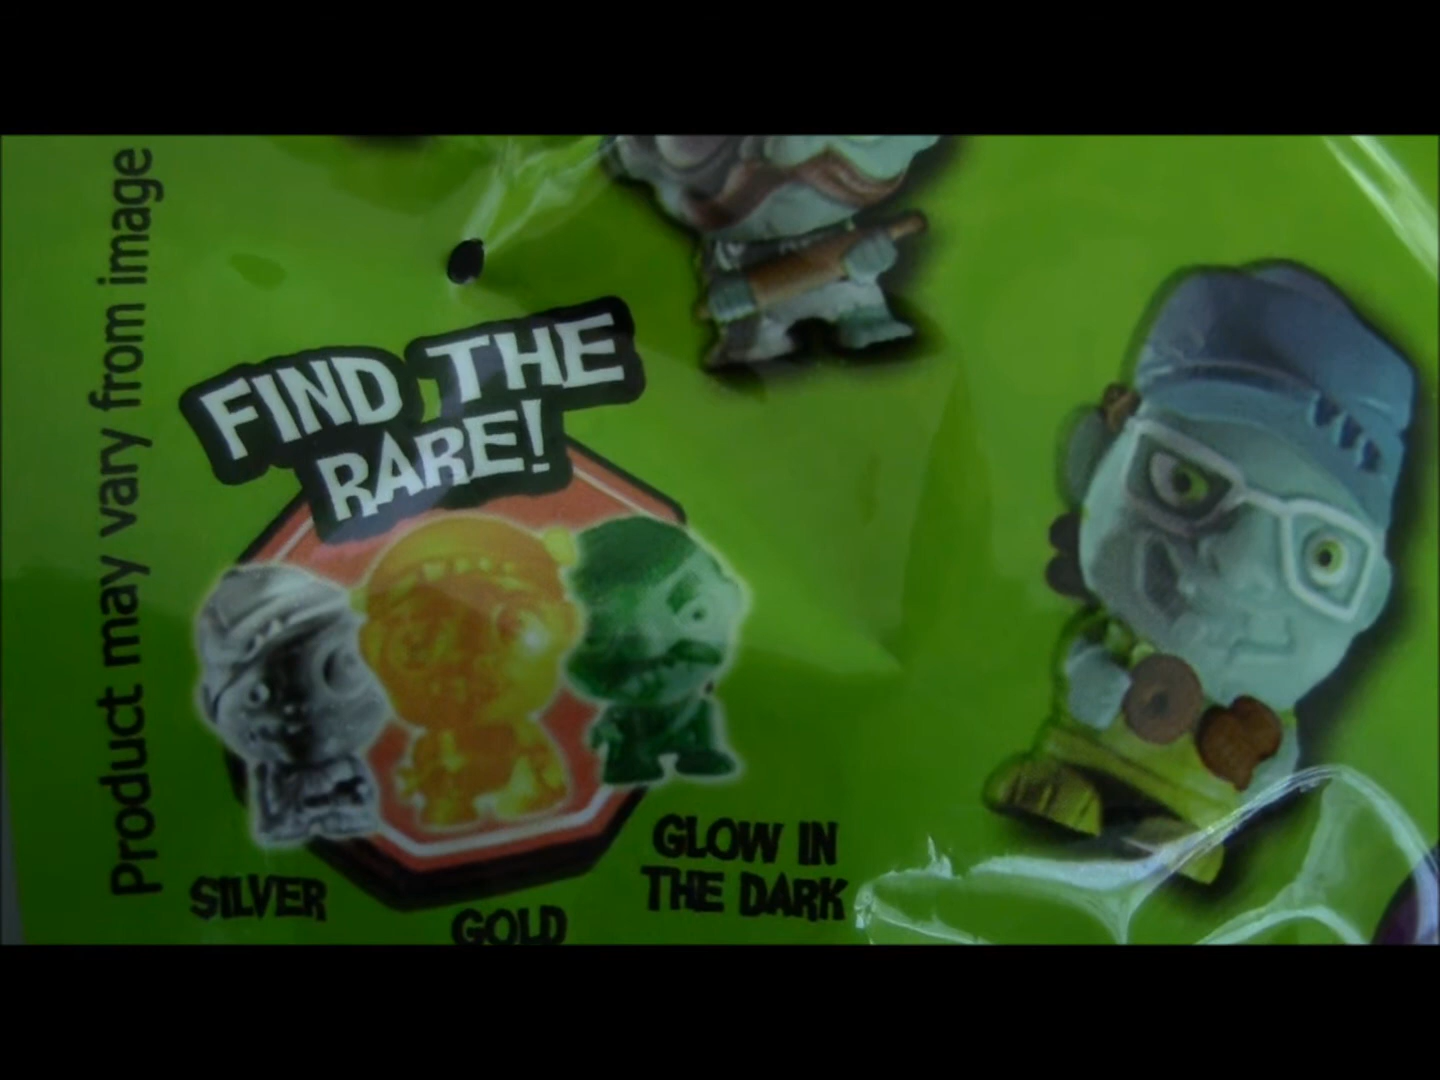 Product may vary from image
FIND THE
RARE!
SILVER
GOLD
GLOW IN
THE DARK